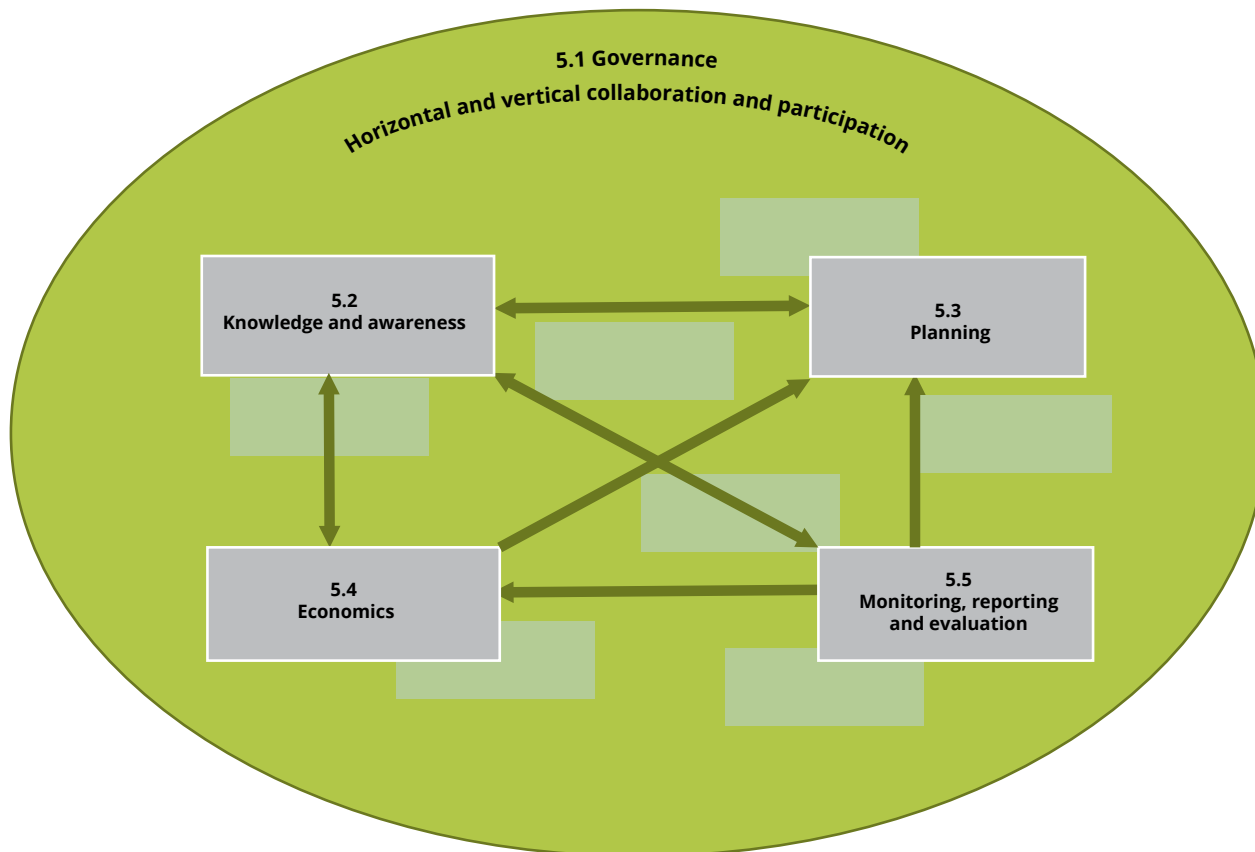 5.1 Governance
Horizontal and vertical collaboration and participation
5.2
Knowledge and awareness
5.3
Planning
5.4
Economics
5.5
Monitoring, reporting
and evaluation